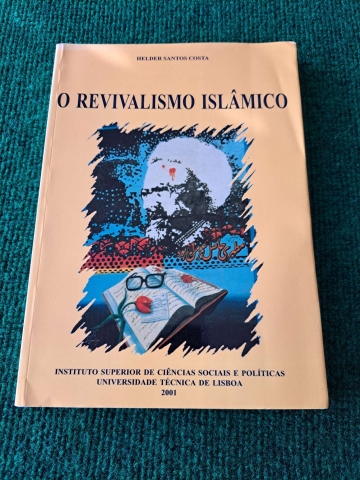 HELDER SANTOS COSTA
O REVIVALISMO ISLÂMICO
INSTITUTO SUPERIOR DE CIÊNCIAS SOCIAIS E POLÍTICAS
UNIVERSIDADE TÉCNICA DE LISBOA
2001